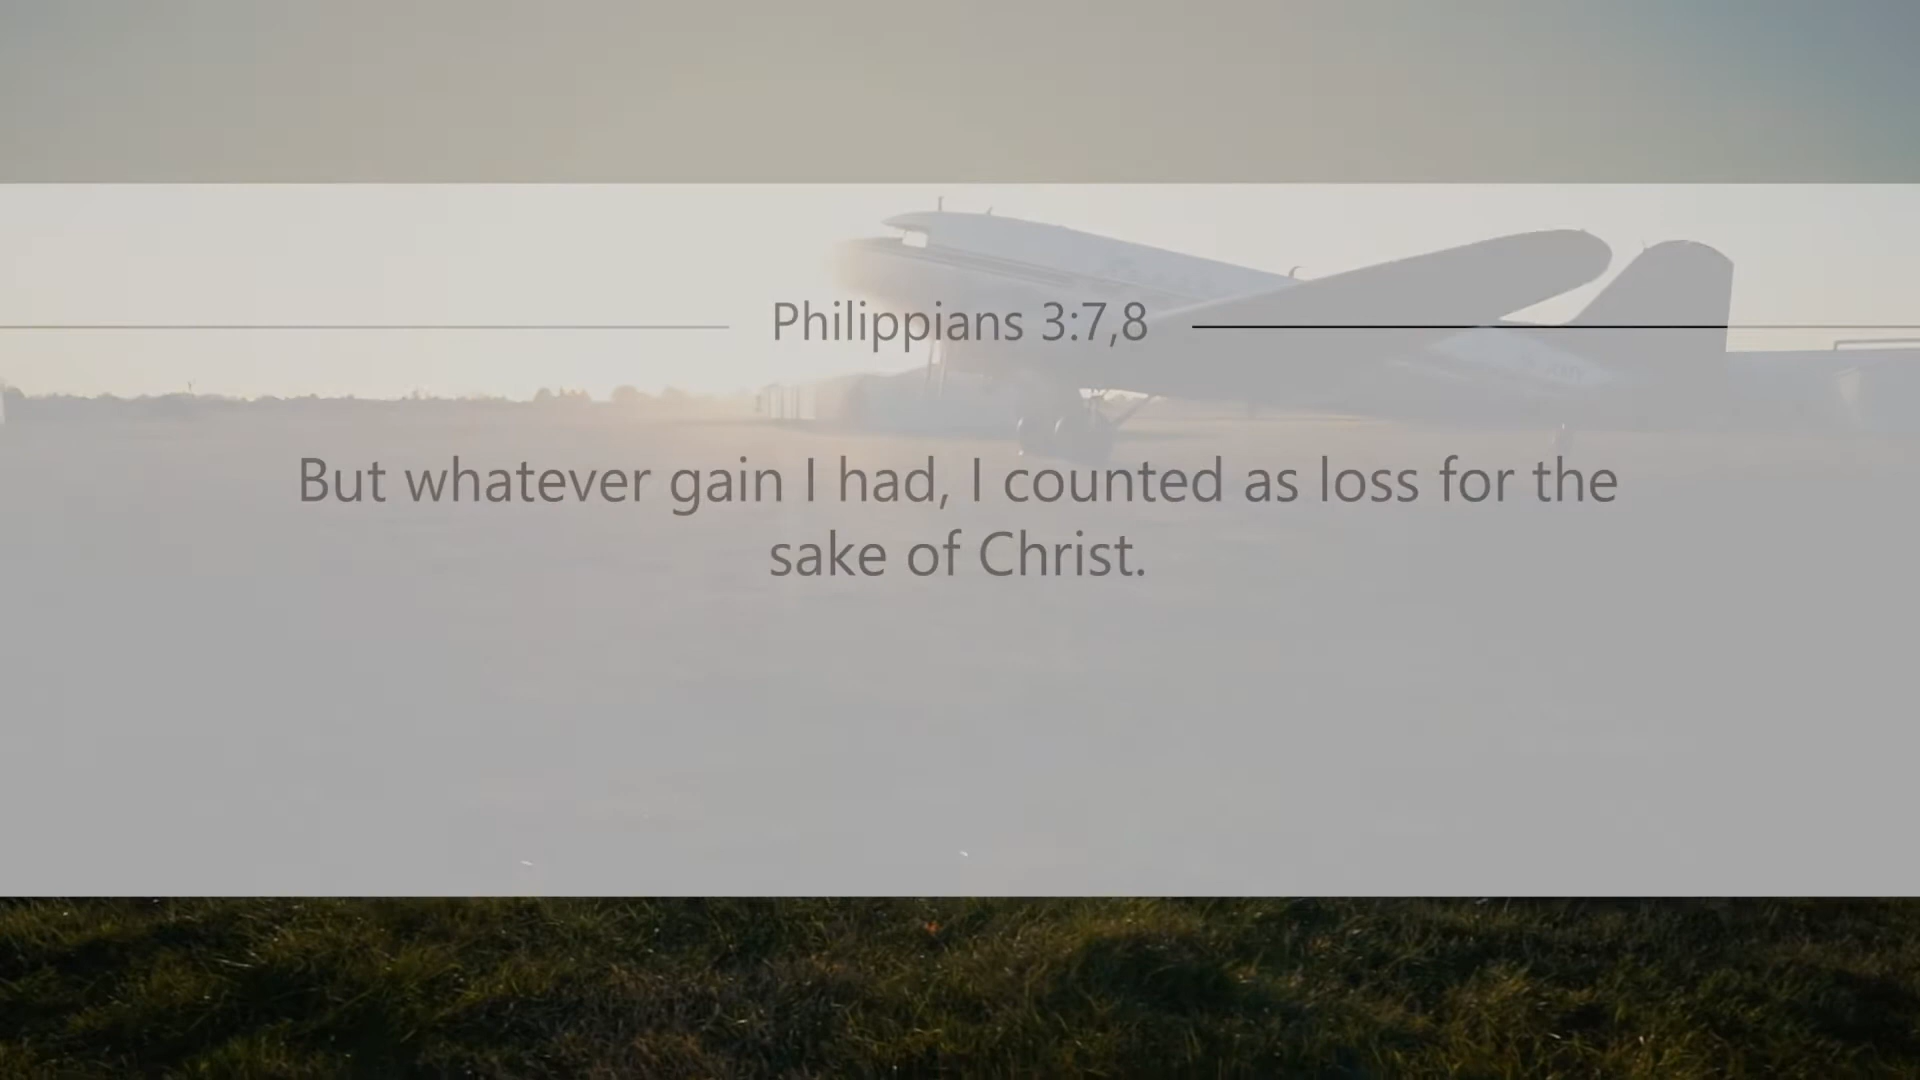 Philippians 3:7,8
But whatever gain I had, I counted as loss for the
sake of Christ.